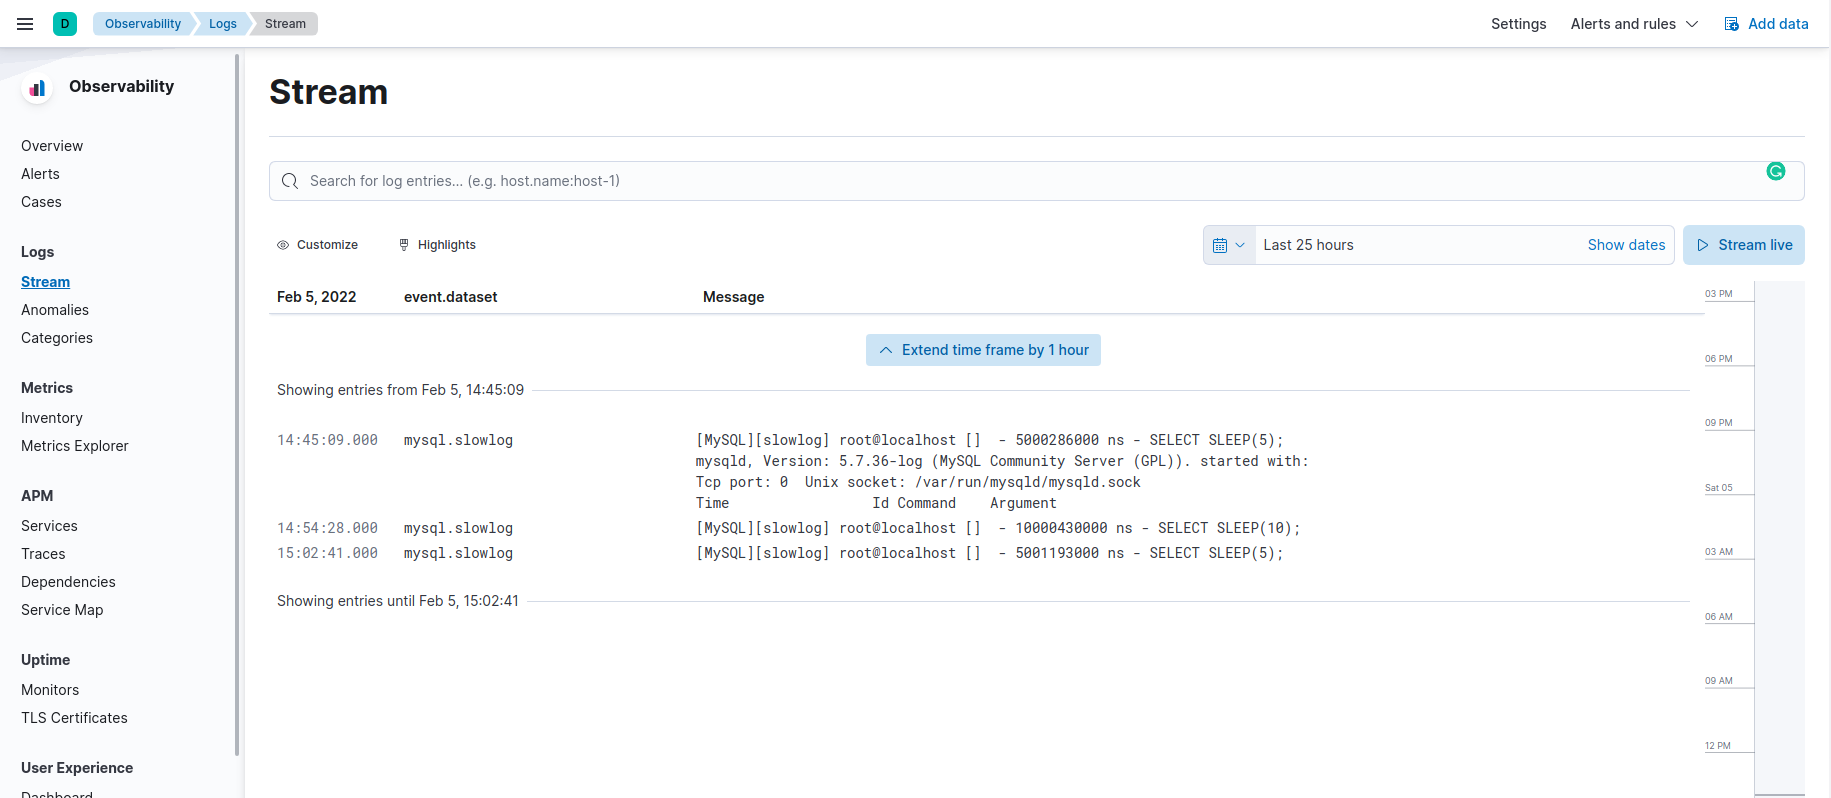 D Observability Logs Stream Settings Alerts and rules Add data
Observability
Overview
Alerts
Cases
Logs
Stream
Anomalies
Categories
Metrics
Inventory
Metrics Explorer
APM
Services
Traces
Dependencies
Service Map
Uptime
Monitors
TLS Certificates
User Experience
Dashboard
Stream
Search for log entries... (e.g. host.name:host-1)
Customize Highlights Last 25 hours Show dates Stream live
Feb 5, 2022 event.dataset Message
Extend time frame by 1 hour
Showing entries from Feb 5, 14:45:09
14:45:09.000 mysql.slowlog [MySQL][slowlog] root@localhost [] - 5000286000 ns - SELECT SLEEP(5);
mysqld, Version: 5.7.36-log (MySQL Community Server (GPL)). started with:
Tcp port: 0 Unix socket: /var/run/mysqld/mysqld.sock
Time Id Command Argument
14:54:28.000 mysql.slowlog [MySQL][slowlog] root@localhost [] - 10000430000 ns - SELECT SLEEP(10);
15:02:41.000 mysql.slowlog [MySQL][slowlog] root@localhost [] - 5001193000 ns - SELECT SLEEP(5);
Showing entries until Feb 5, 15:02:41
03 PM
06 PM
09 PM
Sat 05
03 AM
06 AM
09 AM
12 PM